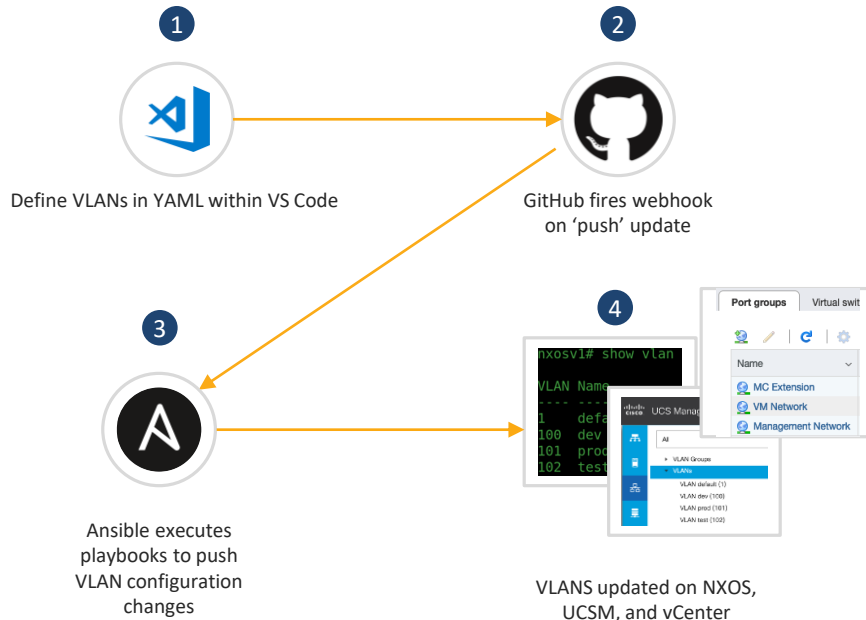 1
2
Define VLANs in YAML within VS Code
GitHub fires webhook
on ‘push’ update
3
Ansible executes
playbooks to push
VLAN configuration
changes
4
nxosv1# show vlan
VLAN Name
---- ----
1 defa
100 dev
101 prod
102 test
CISCO UCS Manag
All
VLAN Groups
VLANs
VLAN default (1)
VLAN dev (100)
VLAN prod (101)
VLAN test (102)
Port groups Virtual swit
Name
MC Extension
VM Network
Management Network
VLANS updated on NXOS,
UCSM, and vCenter